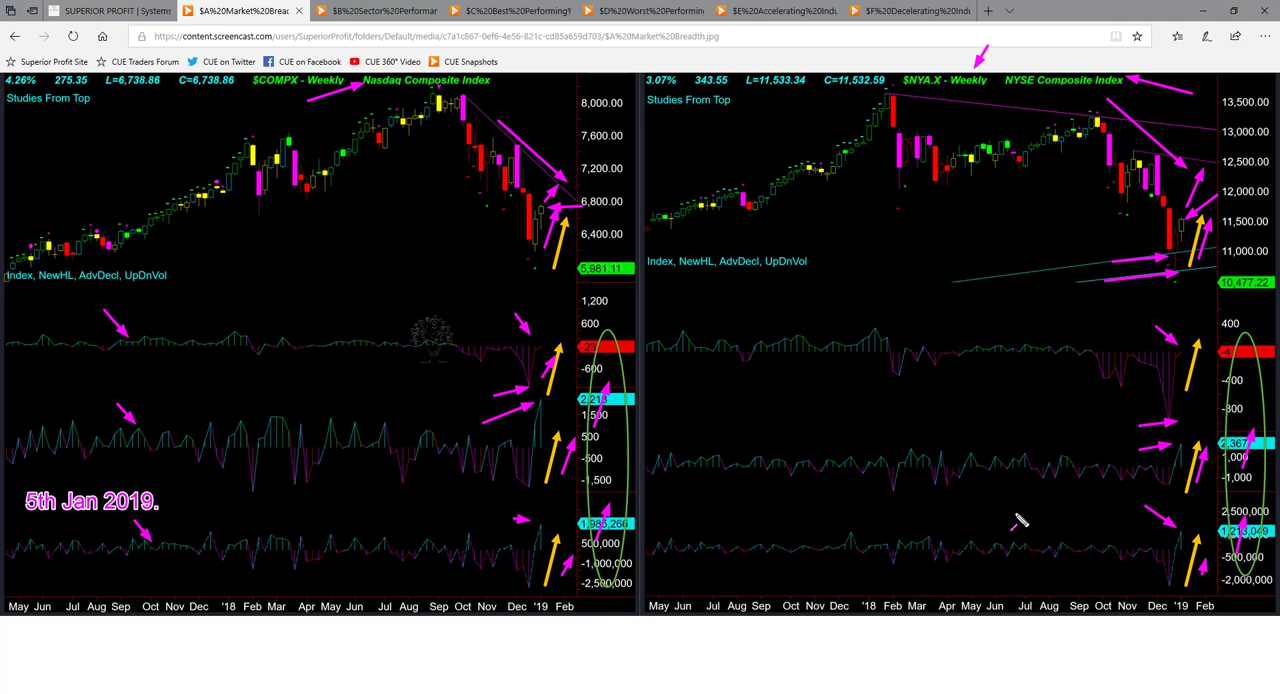 SUPERIOR PROFIT | Systems
$A%20Market%20Bread
$B%20Sector%20Performar
$C%20Best%20Performing%
$D%20Worst%20Performing
$E%20Accelerating%20Indu
$F%20Decelerating%20Indu
https://content.screencast.com/users/SuperiorProfit/folders/Default/media/c7a1c867-0ef6-4e56-821c-cd85a659d703/$A%20Market%20Breadth.jpg
Superior Profit Site
CUE Traders Forum
CUE on Twitter
CUE on Facebook
CUE 360° Video
CUE Snapshots
4.26% 275.35 L=6,738.86 C=6,738.86 $COMPX - Weekly Nasdaq Composite Index
Studies From Top
8,000.00
7,600.00
7,200.00
6,800.00
6,400.00
5,981.11
Index, NewHL, AdvDecl, UpDnVol
1,200
600
-600
2,218
1,500
500
-500
-1,500
5th Jan 2019.
1,985,266
500,000
-1,000,000
-2,500,000
May Jun Jul Aug Sep Oct Nov Dec '18 Feb Mar Apr May Jun Jul Aug Sep Oct Nov Dec '19 Feb
3.07% 343.55 L=11,533.34 C=11,532.59 $NYA.X - Weekly NYSE Composite Index
Studies From Top
13,500.00
13,000.00
12,500.00
12,000.00
11,500.00
11,000.00
10,477.22
Index, NewHL, AdvDecl, UpDnVol
400
-400
-800
2,367
1,000
-1,000
2,500,000
-500,000
-2,000,000
May Jun Jul Aug Sep Oct Nov Dec '18 Feb Mar Apr May Jun Jul Aug Sep Oct Nov Dec '19 Feb